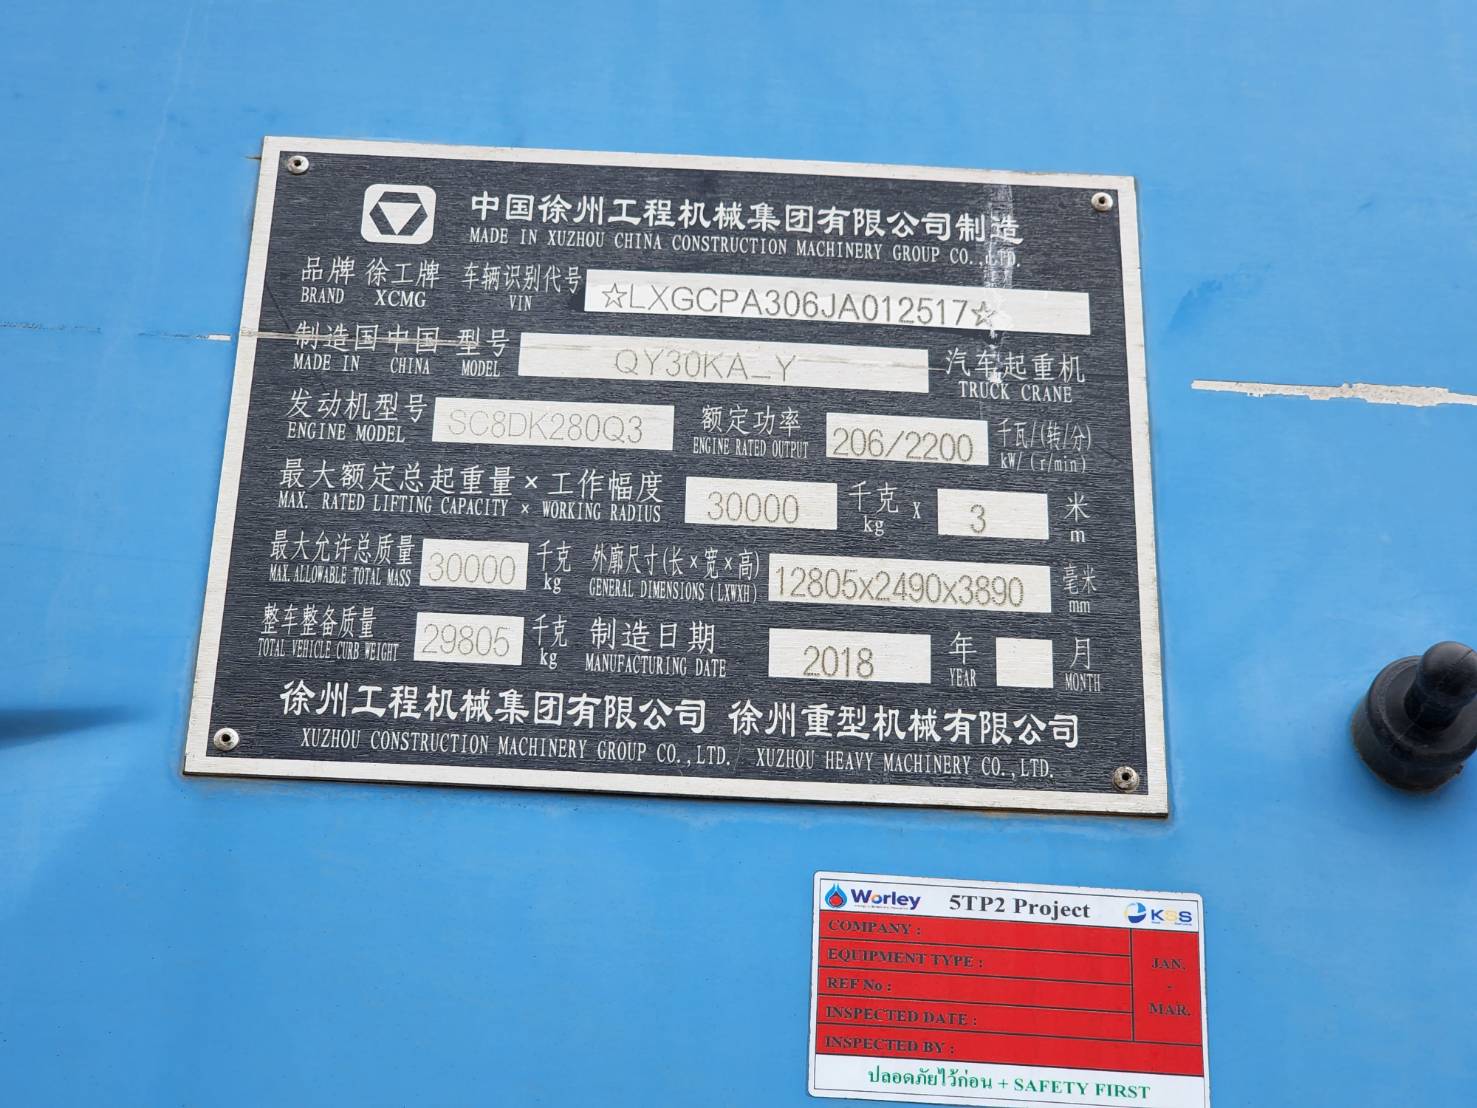 中国徐州工程机械集团有限公司制造
MADE IN XUZHOU CHINA CONSTRUCTION MACHINERY GROUP CO.,LTD.
品牌 徐工牌 车辆识别代号 ☆LXGCPA306JA012517☆
BRAND XCMG VIN
制造国中国 型号 QY30KA_Y 汽车起重机
MADE IN CHINA MODEL TRUCK CRANE
发动机型号 SC8DK280Q3 额定功率 206/2200 千瓦/(转/分)
ENGINE MODEL ENGINE RATED OUTPUT kW/(r/min)
最大额定总起重量×工作幅度 30000 千克 x 3 米
MAX. RATED LIFTING CAPACITY × WORKING RADIUS kg m
最大允许总质量 30000 千克 外廓尺寸(长×宽×高) 12805x2490x3890 毫米
MAX. ALLOWABLE TOTAL MASS kg GENERAL DIMENSIONS (LXWXH) mm
整车整备质量 29805 千克 制造日期 2018 年 月
TOTAL VEHICLE CURB WEIGHT kg MANUFACTURING DATE YEAR MONTH
徐州工程机械集团有限公司 徐州重型机械有限公司
XUZHOU CONSTRUCTION MACHINERY GROUP CO.,LTD. XUZHOU HEAVY MACHINERY CO.,LTD.
Worley 5TP2 Project KSS
COMPANY :
EQUIPMENT TYPE :
REF No :
INSPECTED DATE :
INSPECTED BY :
JAN.
-
MAR.
ปลอดภัยไว้ก่อน + SAFETY FIRST